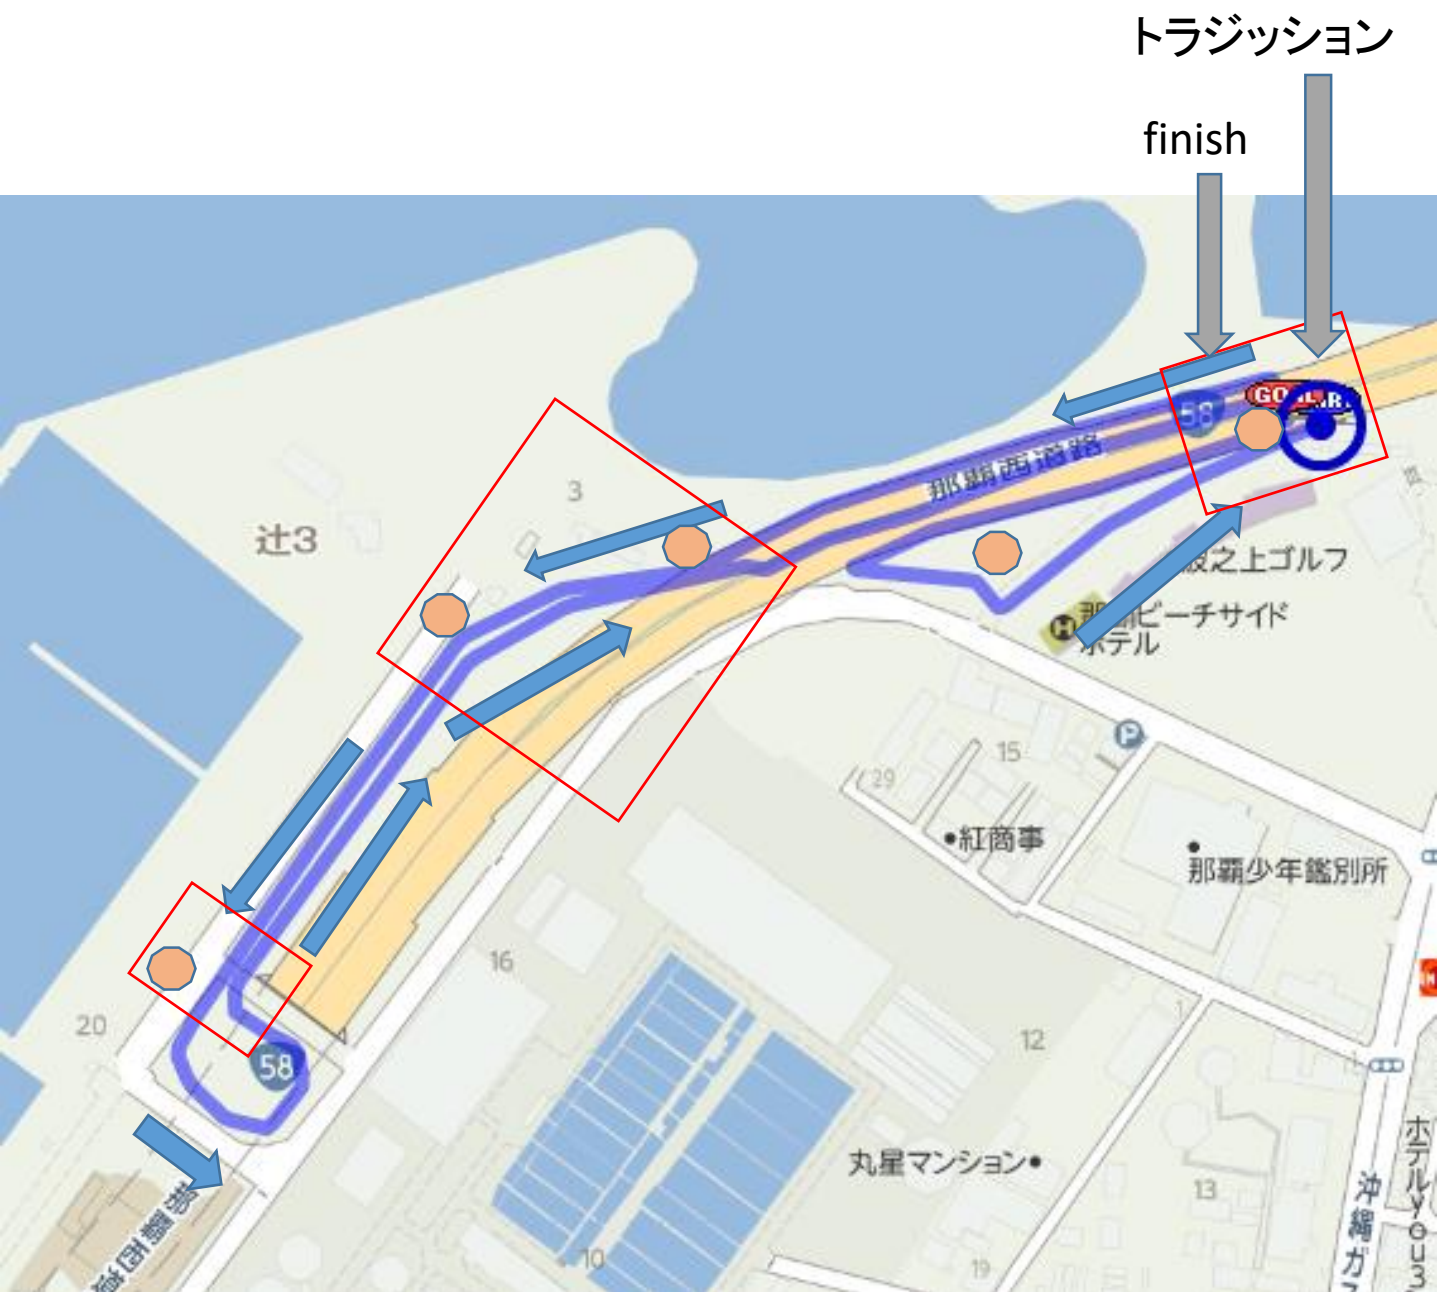 トラジッション
finish
GOAL
58
那覇西道路
3
辻3
波之上ゴルフ
那覇ビーチサイド
ホテル
H
P
15
29
•紅商事
那覇少年鑑別所
16
20
58
12
1
丸星マンション•
13
10
19
ホテルyou3
沖縄ガ